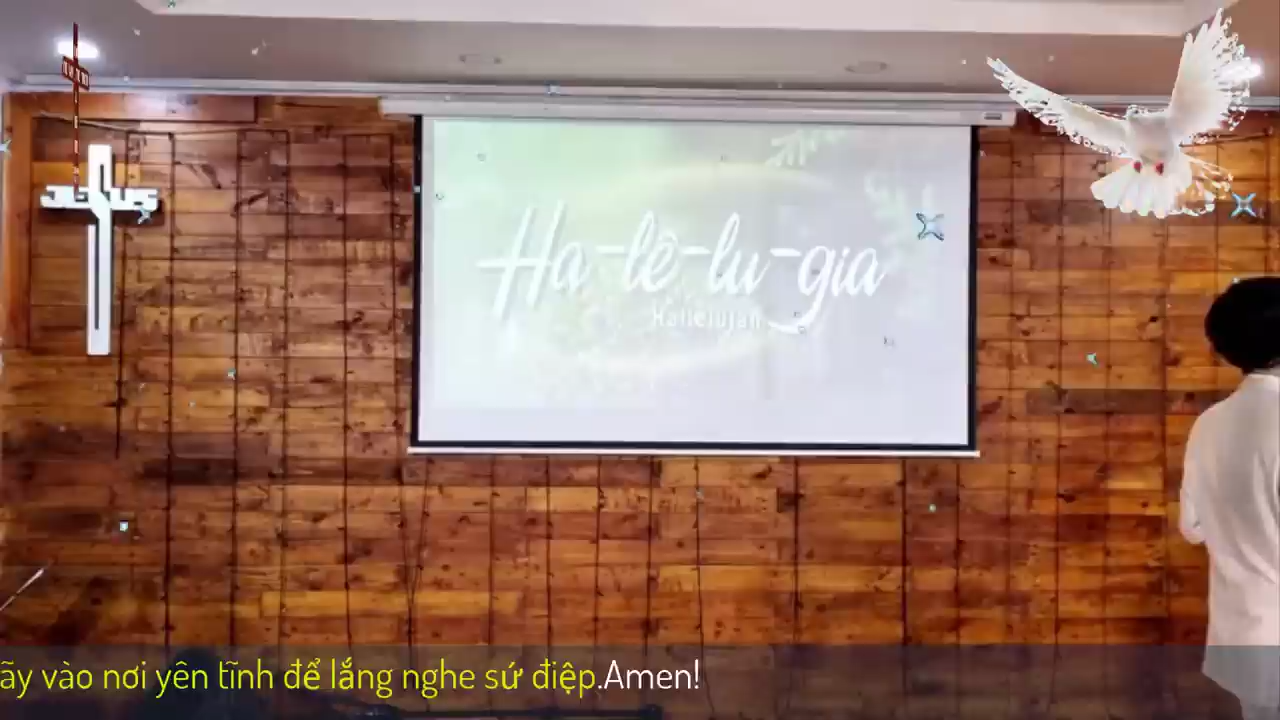 JESUS
Ha-lê-lu-gia
Hallelujah
ãy vào nơi yên tĩnh để lắng nghe sứ điệp.Amen!